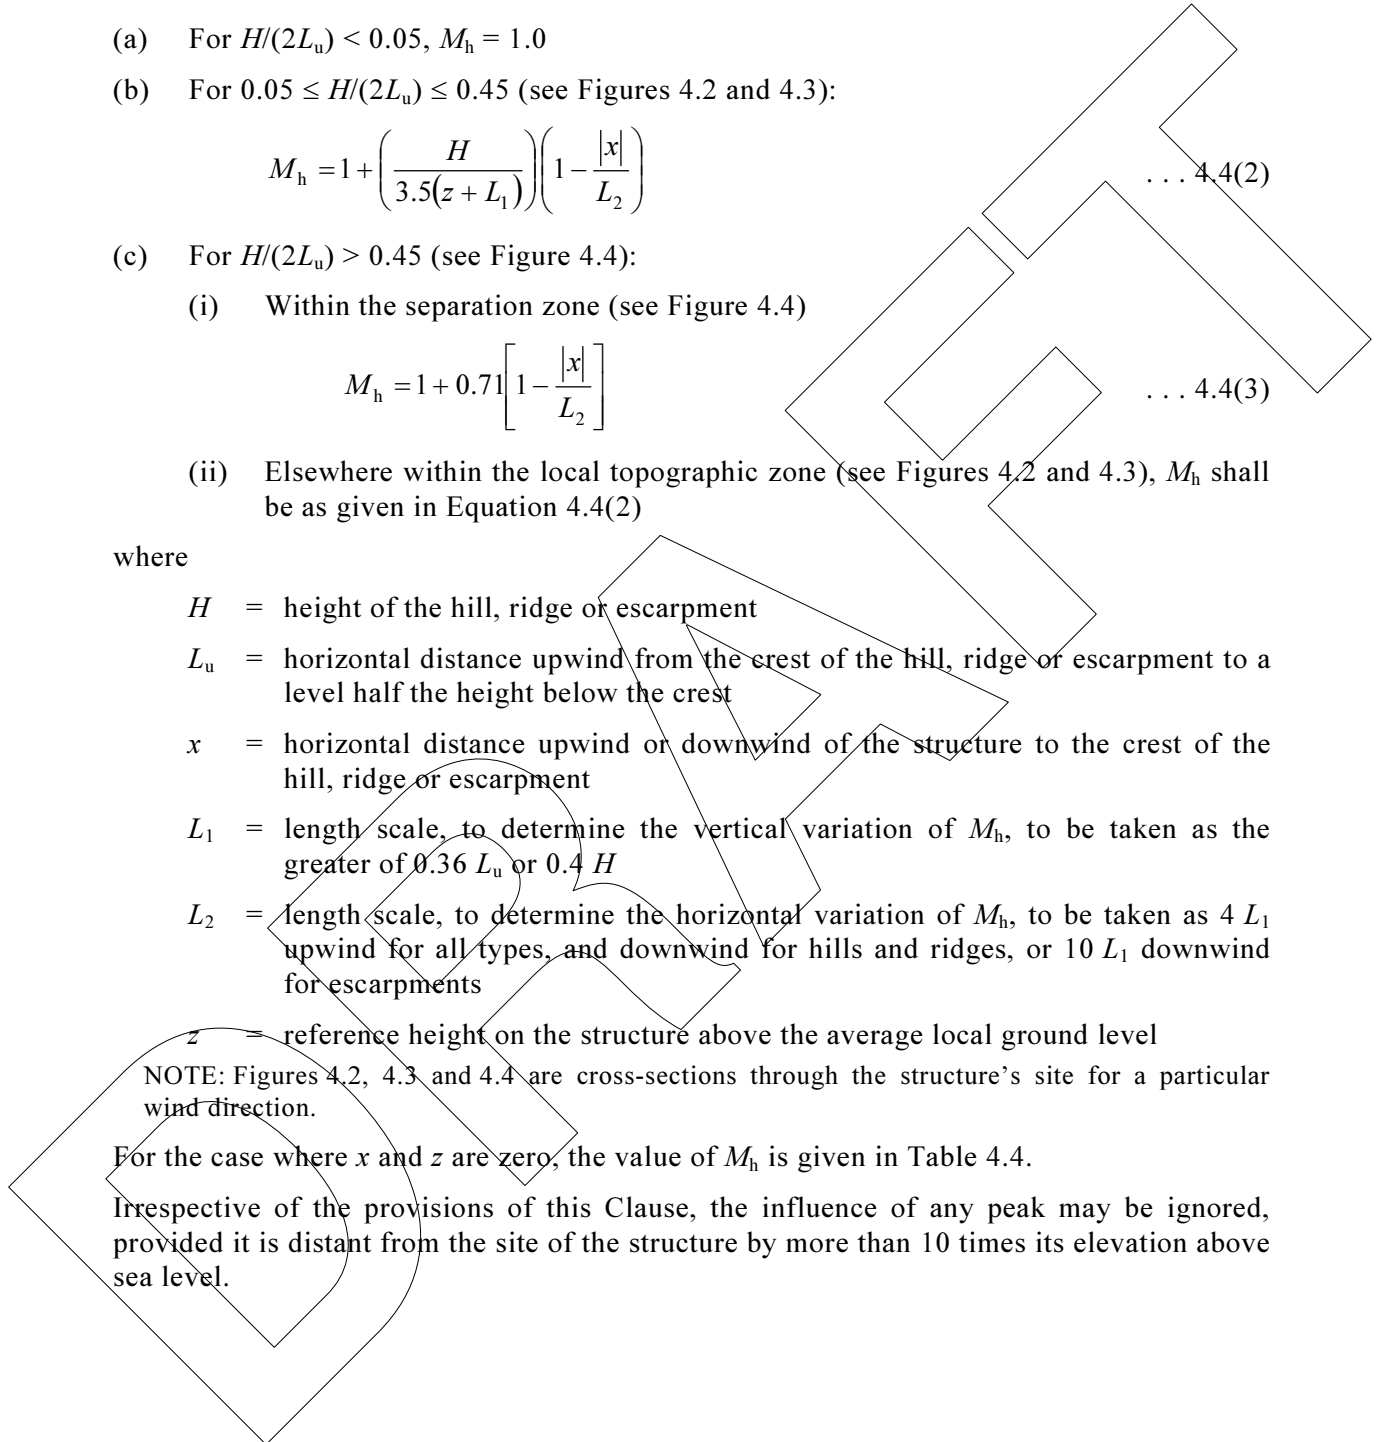 (a) For H/(2Lu) < 0.05, Mh = 1.0
(b) For 0.05 ≤ H/(2Lu) ≤ 0.45 (see Figures 4.2 and 4.3):
Mh = 1 + (H / 3.5(z + L1)) (1 − |x| / L2) . . . 4.4(2)
(c) For H/(2Lu) > 0.45 (see Figure 4.4):
(i) Within the separation zone (see Figure 4.4)
Mh = 1 + 0.71 [1 − |x| / L2] . . . 4.4(3)
(ii) Elsewhere within the local topographic zone (see Figures 4.2 and 4.3), Mh shall
be as given in Equation 4.4(2)
where
H = height of the hill, ridge or escarpment
Lu = horizontal distance upwind from the crest of the hill, ridge or escarpment to a
level half the height below the crest
x = horizontal distance upwind or downwind of the structure to the crest of the
hill, ridge or escarpment
L1 = length scale, to determine the vertical variation of Mh, to be taken as the
greater of 0.36 Lu or 0.4 H
L2 = length scale, to determine the horizontal variation of Mh, to be taken as 4 L1
upwind for all types, and downwind for hills and ridges, or 10 L1 downwind
for escarpments
z = reference height on the structure above the average local ground level
NOTE: Figures 4.2, 4.3 and 4.4 are cross-sections through the structure's site for a particular
wind direction.
For the case where x and z are zero, the value of Mh is given in Table 4.4.
Irrespective of the provisions of this Clause, the influence of any peak may be ignored,
provided it is distant from the site of the structure by more than 10 times its elevation above
sea level.
DRAFT